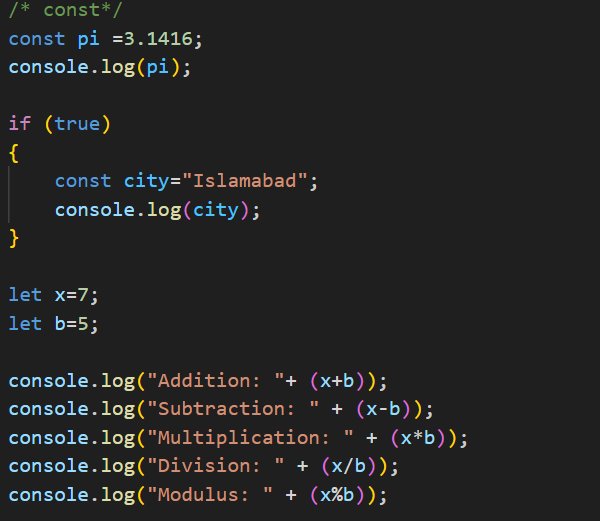 /* const*/
const pi =3.1416;
console.log(pi);
if (true)
{
const city="Islamabad";
console.log(city);
}
let x=7;
let b=5;
console.log("Addition: "+ (x+b));
console.log("Subtraction: " + (x-b));
console.log("Multiplication: " + (x*b));
console.log("Division: " + (x/b));
console.log("Modulus: " + (x%b));